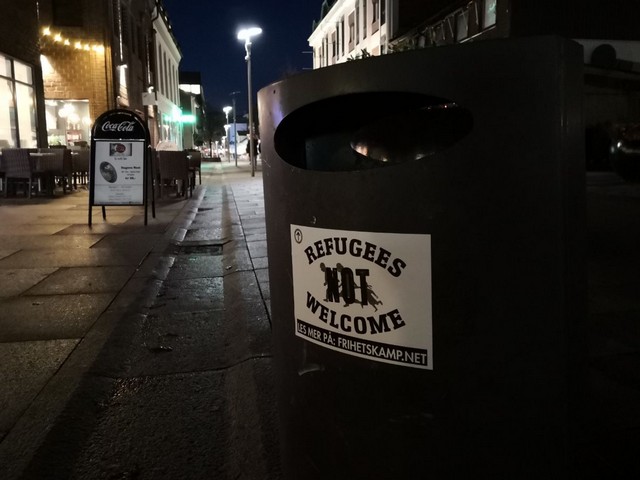 Coca-Cola
REFUGEES
NOT
WELCOME
LES MER PÅ: FRIHETSKAMP.NET